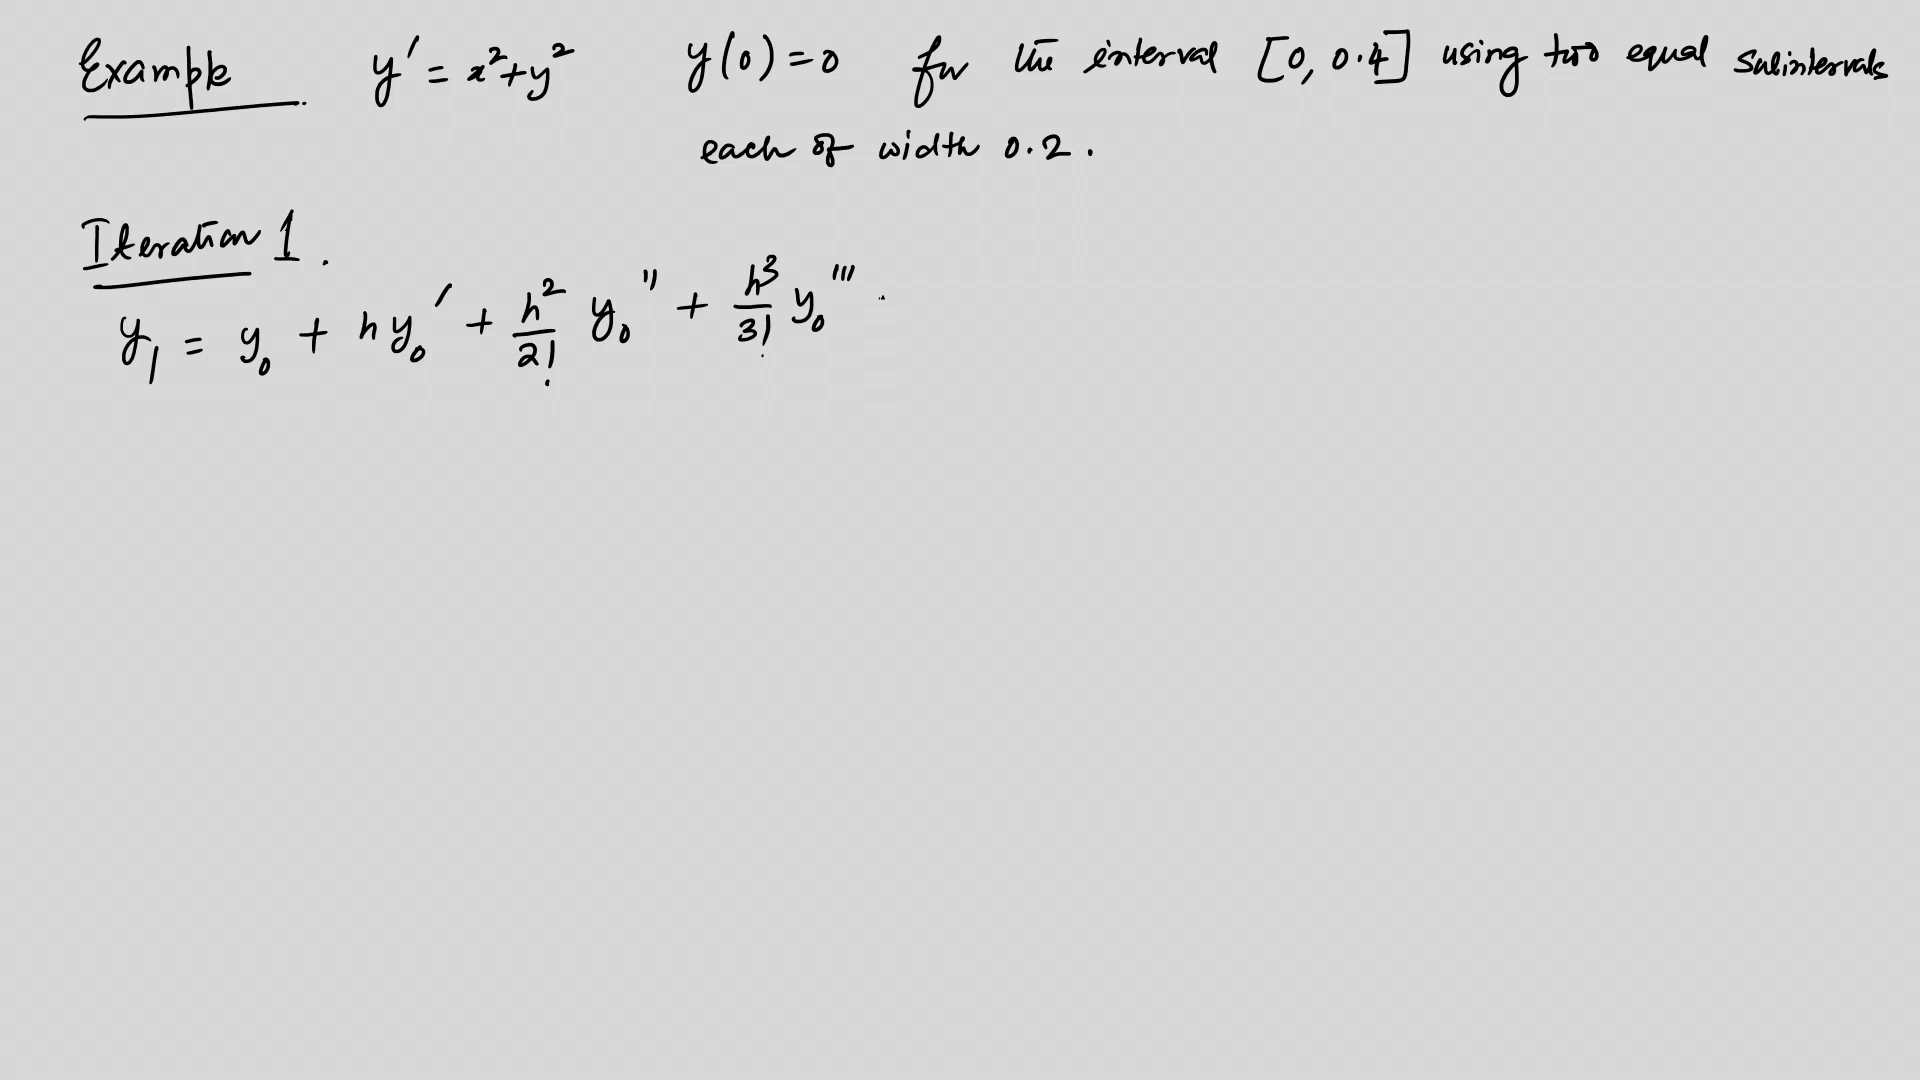 Example. y' = x² + y² y(0) = 0 for the interval [0, 0.4] using two equal subintervals
each of width 0.2.
Iteration 1.
y₁ = y₀ + h y₀' + h²/2! y₀'' + h³/3! y₀''' .